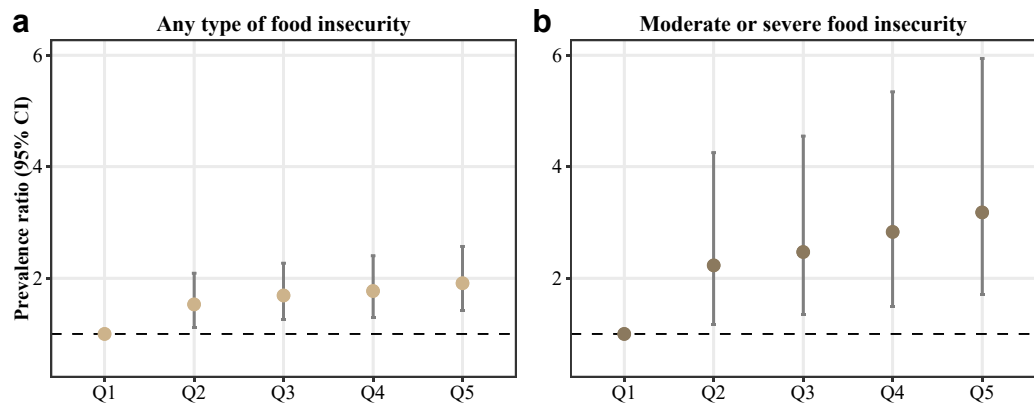 a
Any type of food insecurity
b
Moderate or severe food insecurity
Prevalence ratio (95% CI)
6
4
2
Q1 Q2 Q3 Q4 Q5
6
4
2
Q1 Q2 Q3 Q4 Q5